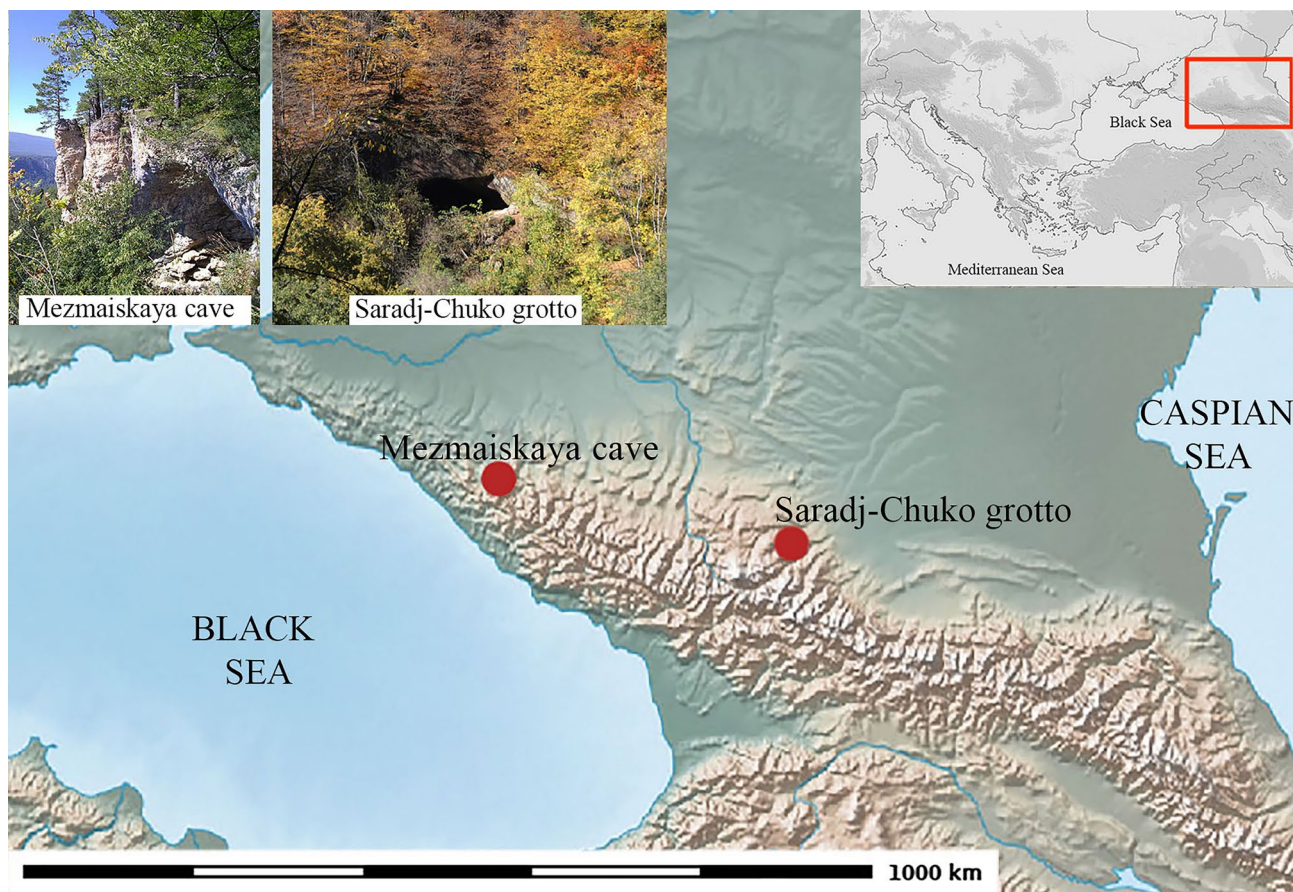 Mezmaiskaya cave
Saradj-Chuko grotto
Black Sea
Mediterranean Sea
Mezmaiskaya cave
Saradj-Chuko grotto
CASPIAN
SEA
BLACK
SEA
1000 km